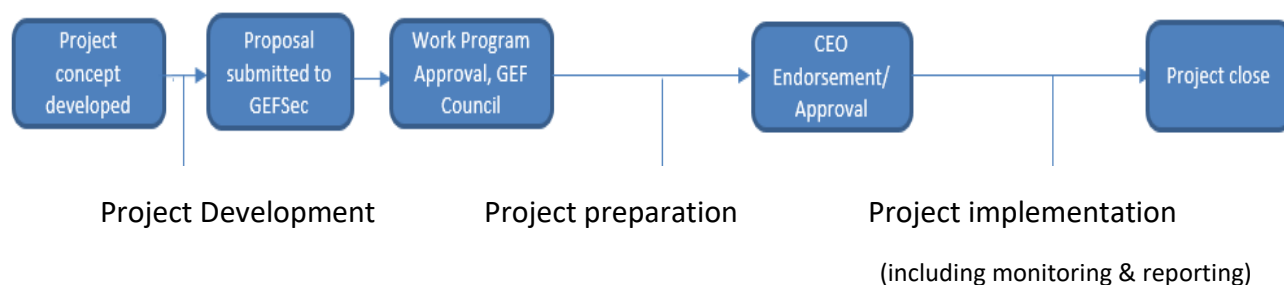 Project
concept
developed
Proposal
submitted to
GEFSec
Work Program
Approval, GEF
Council
CEO
Endorsement/
Approval
Project close
Project Development
Project preparation
Project implementation
(including monitoring & reporting)